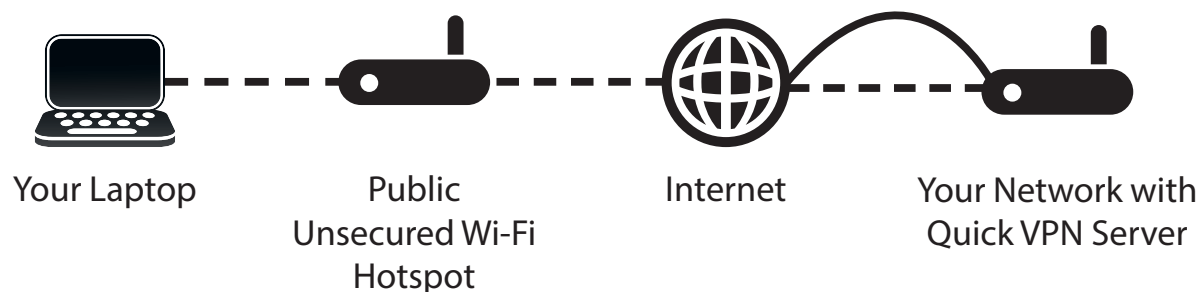 Your Laptop
Public
Unsecured Wi-Fi
Hotspot
Internet
Your Network with
Quick VPN Server